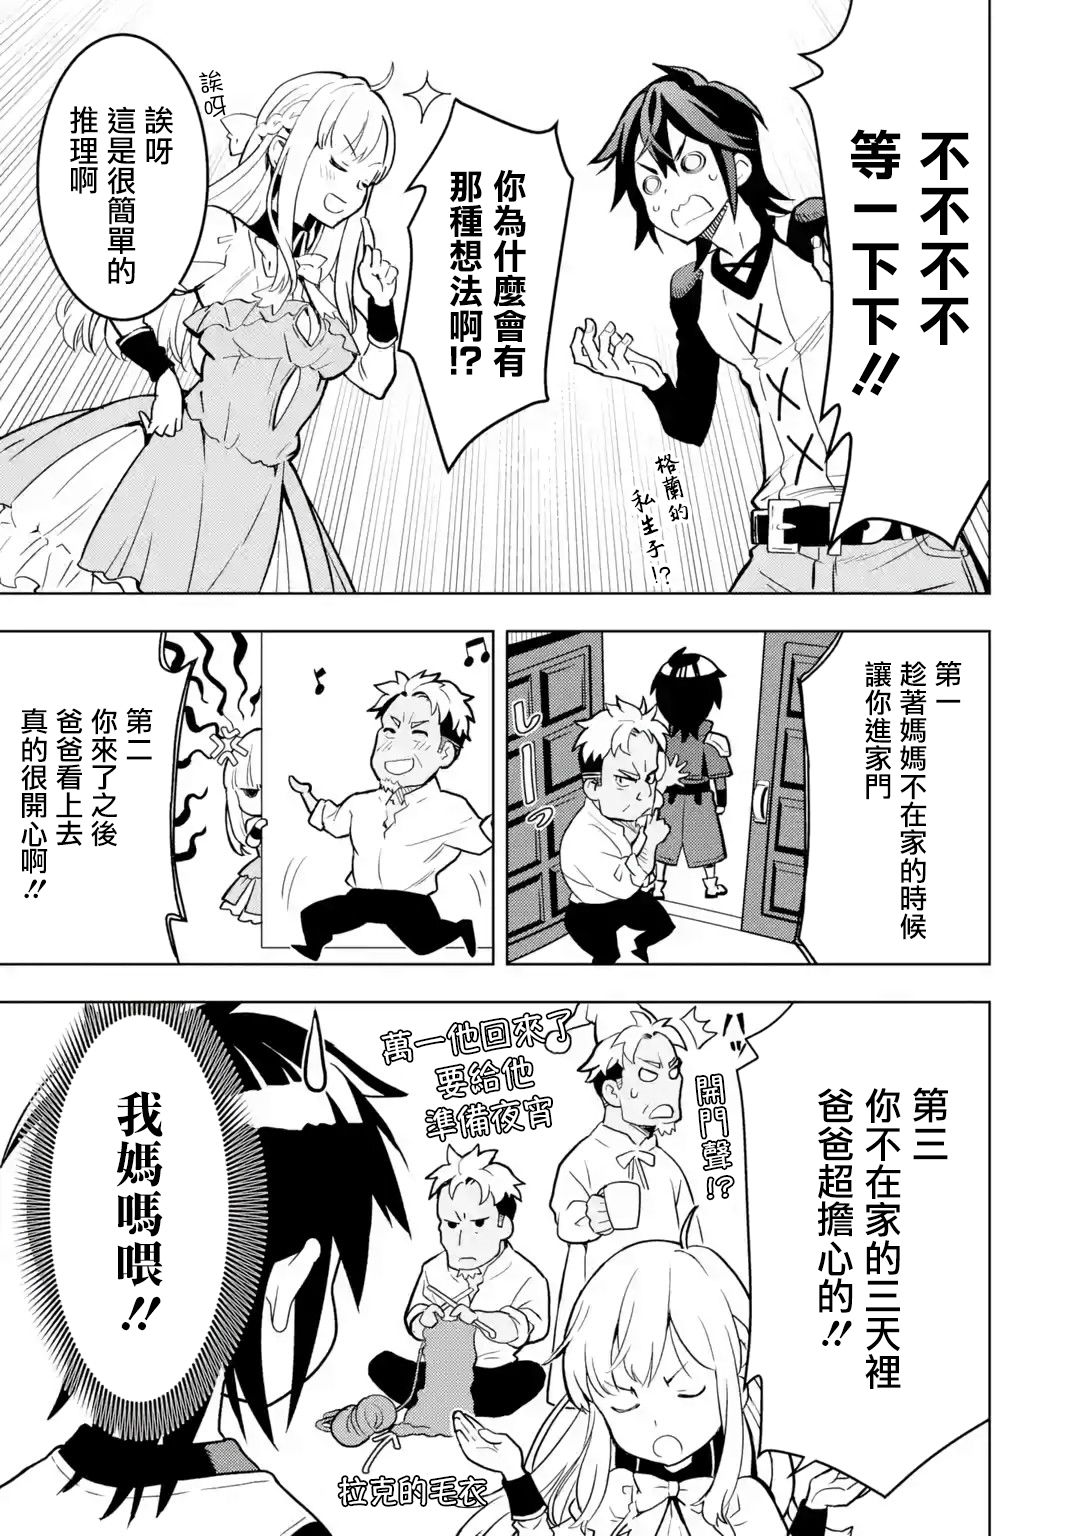 不不不不
等一下下!!
你為什麼會有
那種想法啊!?
格蘭的
私生子!?
誒呀
誒呀
這是很簡單的
推理啊
第一
趁著媽媽不在家的時候
讓你進家門
第二
你來了之後
爸爸看上去
真的很開心啊!!
第三
你不在家的三天裡
爸爸超擔心的!!
開門聲!?
萬一他回來了
要給他
準備夜宵
拉克的毛衣
我媽嗎喂!!